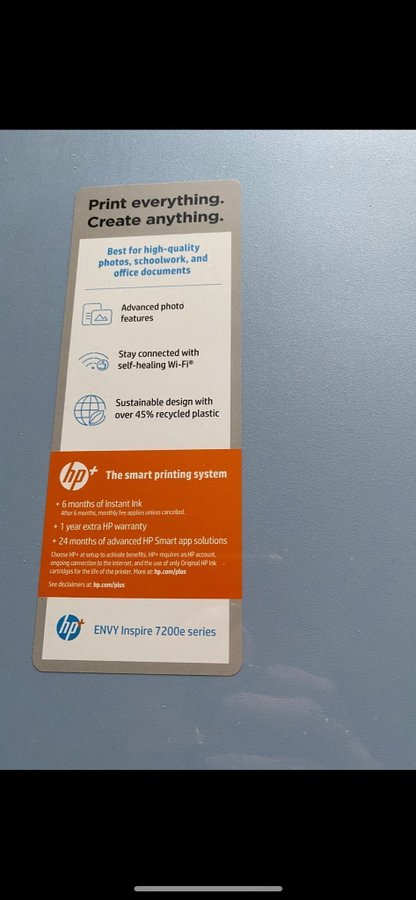 Print everything.
Create anything.
Best for high-quality
photos, schoolwork, and
office documents
Advanced photo
features
Stay connected with
self-healing Wi-Fi®
Sustainable design with
over 45% recycled plastic
hp+ The smart printing system
+ 6 months of Instant Ink
After 6 months, monthly fee applies unless cancelled.
+ 1 year extra HP warranty
+ 24 months of advanced HP Smart app solutions
Choose HP+ at setup to activate benefits. HP+ requires an HP account,
ongoing connection to the internet, and the use of only Original HP Ink
cartridges for the life of the printer. More at: hp.com/plus
See disclaimers at: hp.com/plus
hp+ ENVY Inspire 7200e series